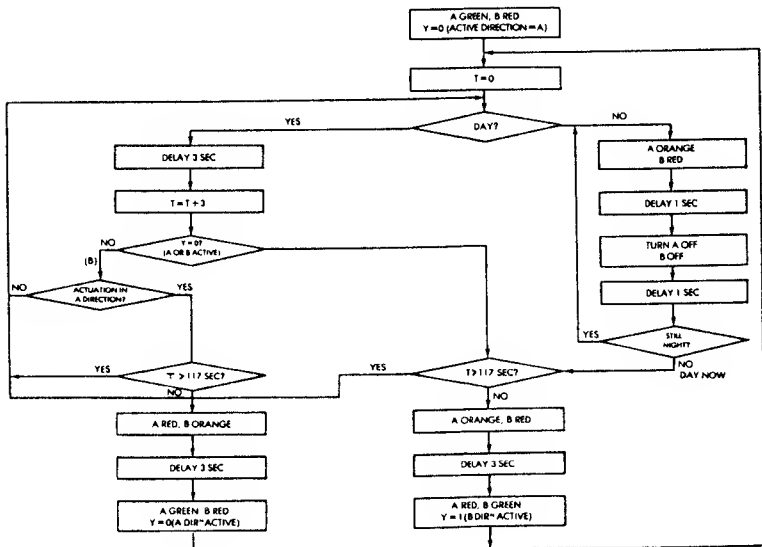 A GREEN, B RED
Y=0 (ACTIVE DIRECTION = A)
T=0
DAY?
YES
NO
DELAY 3 SEC
A ORANGE
B RED
T = T + 3
DELAY 1 SEC
Y = 0?
(A OR B ACTIVE)
NO
(B)
TURN A OFF
B OFF
ACTUATION IN
A DIRECTION?
NO
YES
DELAY 1 SEC
STILL
NIGHT?
YES
NO
DAY NOW
T > 117 SEC?
YES
NO
T>117 SEC?
YES
NO
A RED, B ORANGE
A ORANGE, B RED
DELAY 3 SEC
DELAY 3 SEC
A GREEN B RED
Y = 0(A DIR~ACTIVE)
A RED, B GREEN
Y = 1(B DIR~ACTIVE)